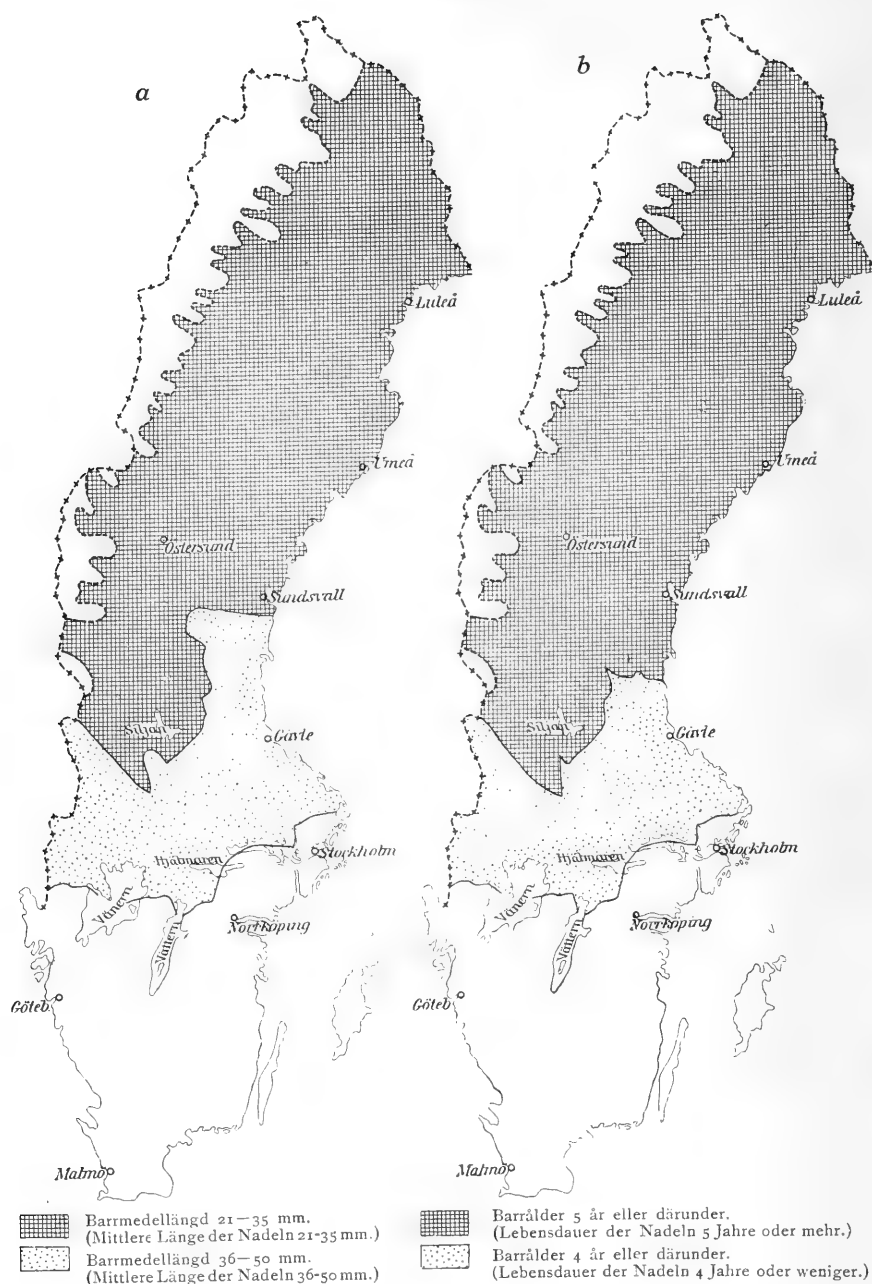 a
Luleå
Umeå
Östersund
Sundsvall
Siljan
Gävle
Hjälmaren
Stockholm
Vänern
Vättern
Norrköping
Göteb.
Malmö
Barrmedellängd 21—35 mm.
(Mittlere Länge der Nadeln 21-35 mm.)
Barrmedellängd 36—50 mm.
(Mittlere Länge der Nadeln 36-50 mm.)
b
Luleå
Umeå
Östersund
Sundsvall
Siljan
Gävle
Hjälmaren
Stockholm
Vänern
Vättern
Norrköping
Göteb.
Malmö
Barrålder 5 år eller därunder.
(Lebensdauer der Nadeln 5 Jahre oder mehr.)
Barrålder 4 år eller därunder.
(Lebensdauer der Nadeln 4 Jahre oder weniger.)